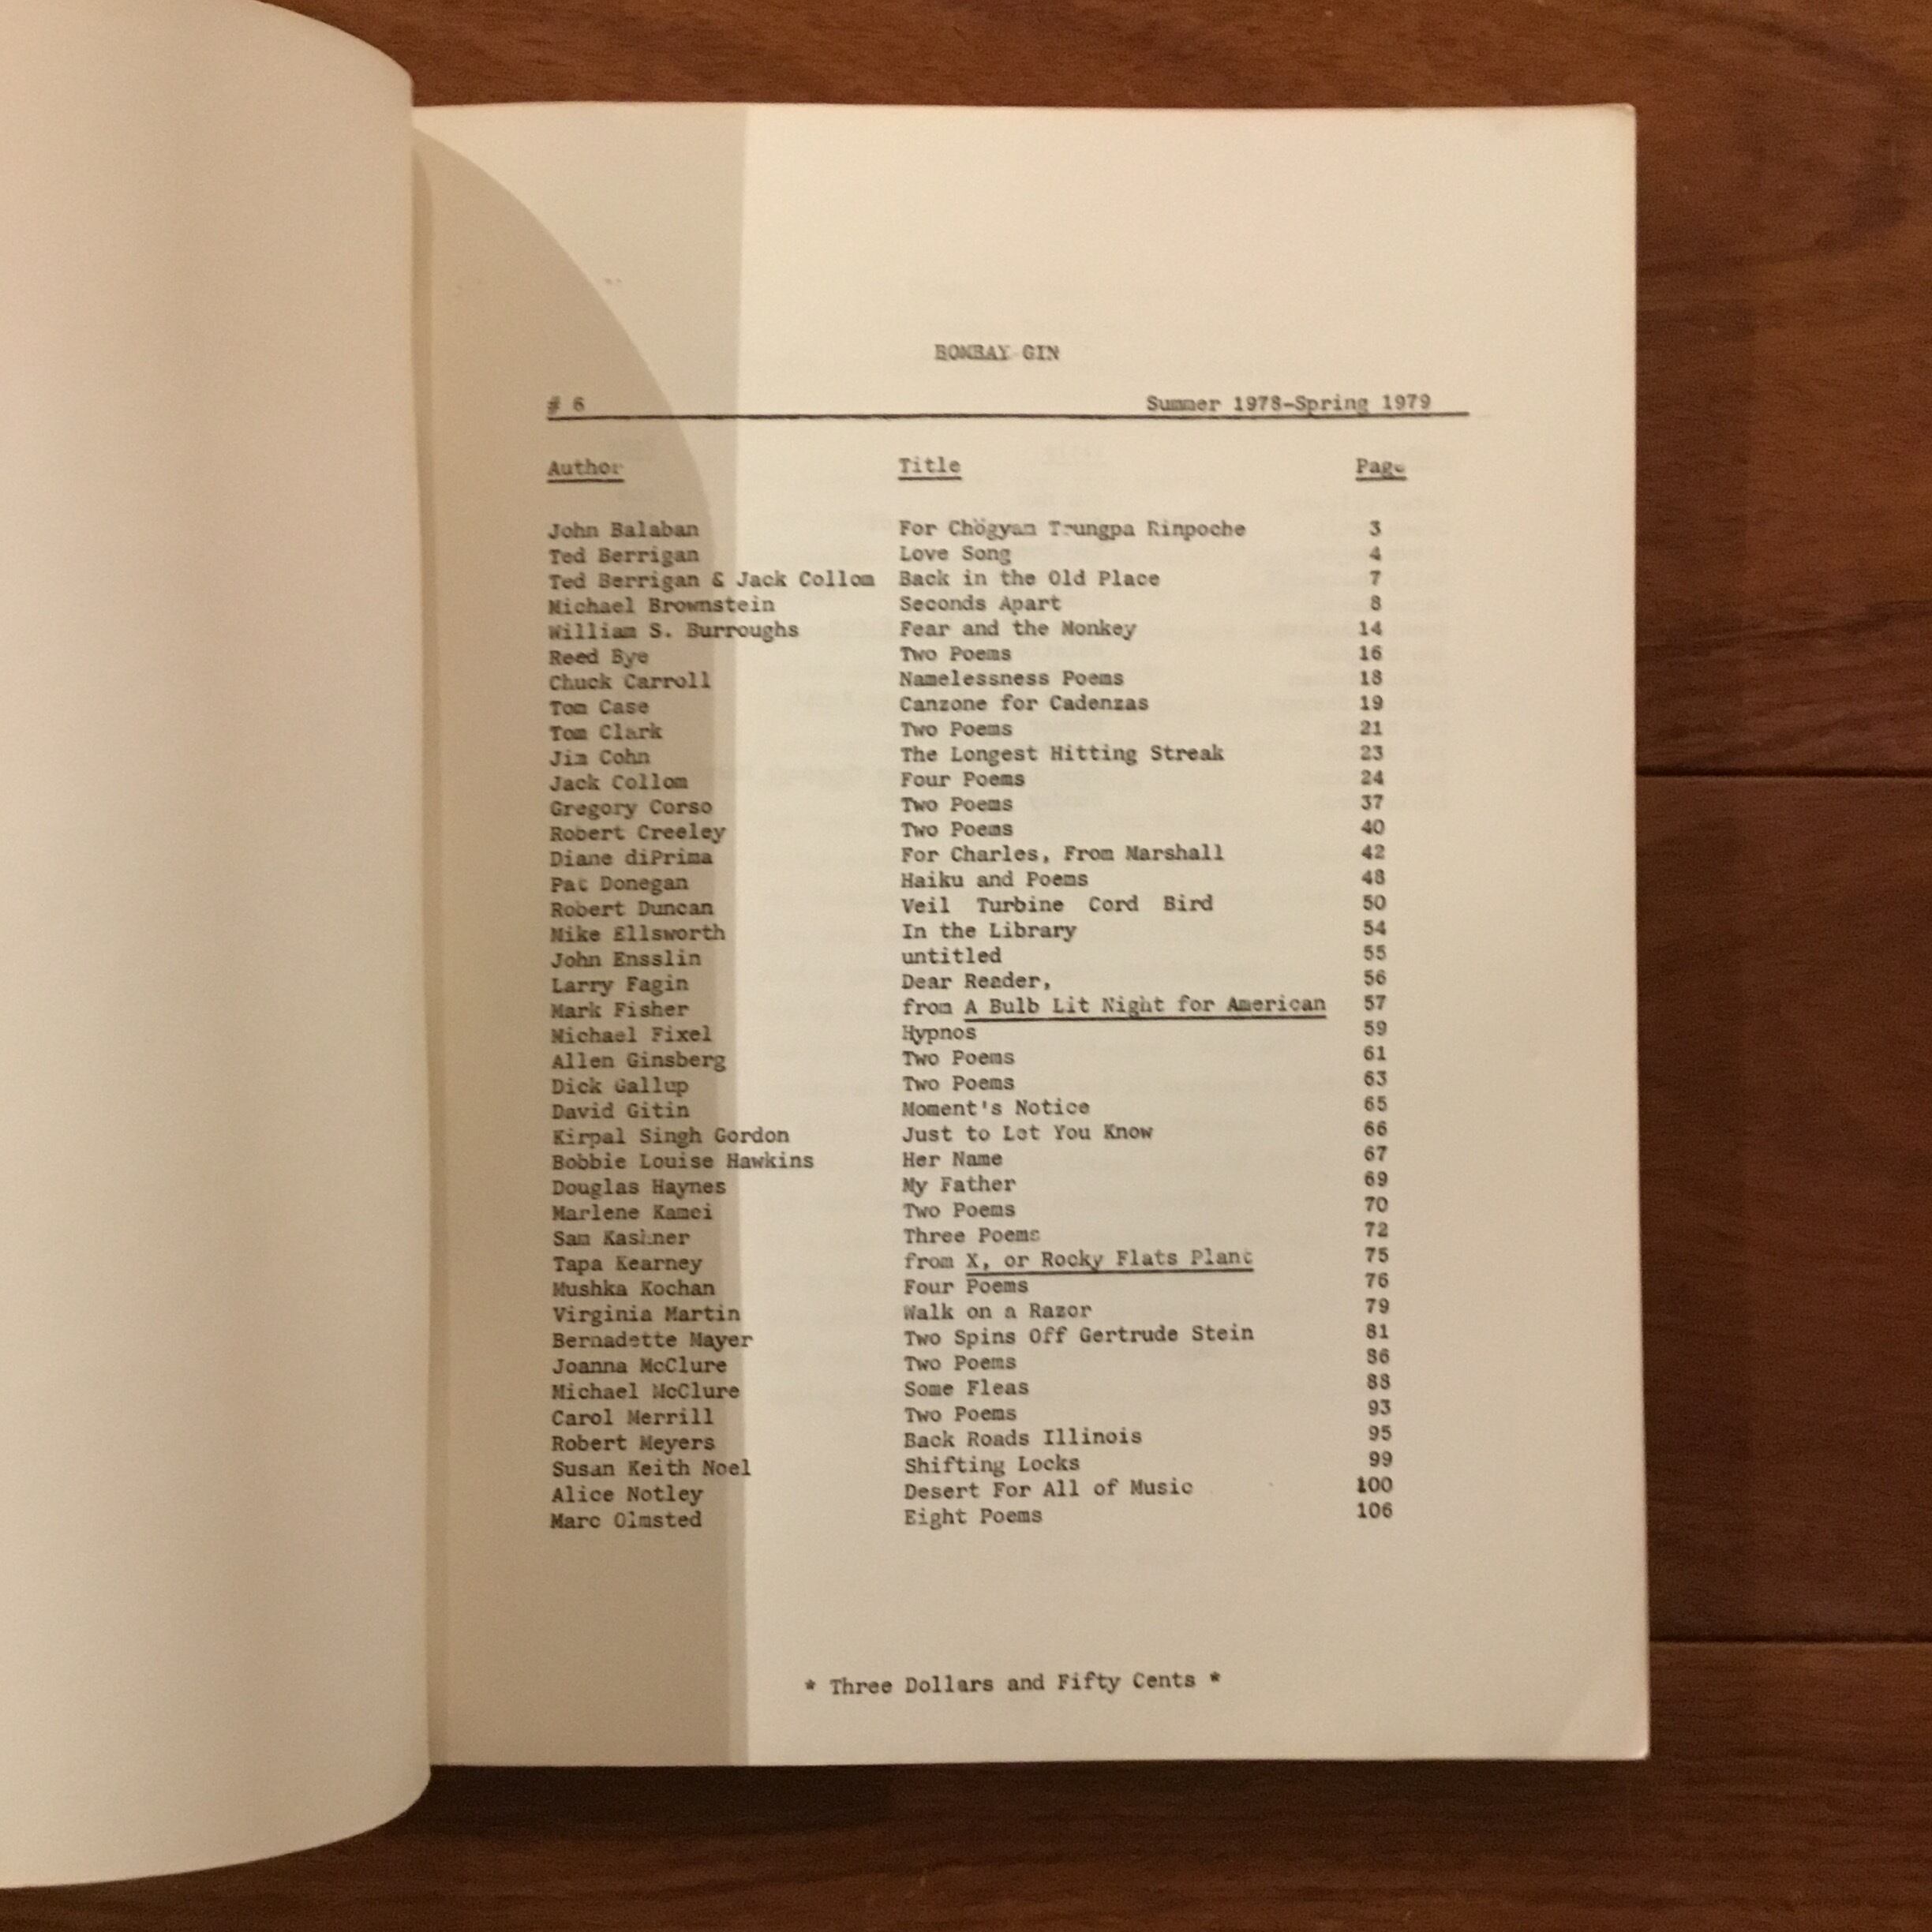 BOMBAY GIN
# 6 Summer 1978-Spring 1979
Author Title Page
John Balaban For Chögyam Trungpa Rinpoche 3
Ted Berrigan Love Song 4
Ted Berrigan & Jack Collom Back in the Old Place 7
Michael Brownstein Seconds Apart 8
William S. Burroughs Fear and the Monkey 14
Reed Bye Two Poems 16
Chuck Carroll Namelessness Poems 18
Tom Case Canzone for Cadenzas 19
Tom Clark Two Poems 21
Jim Cohn The Longest Hitting Streak 23
Jack Collom Four Poems 24
Gregory Corso Two Poems 37
Robert Creeley Two Poems 40
Diane diPrima For Charles, From Marshall 42
Pat Donegan Haiku and Poems 48
Robert Duncan Veil Turbine Cord Bird 50
Mike Ellsworth In the Library 54
John Ensslin untitled 55
Larry Fagin Dear Reader, 56
Mark Fisher from A Bulb Lit Night for American 57
Michael Fixel Hypnos 59
Allen Ginsberg Two Poems 61
Dick Gallup Two Poems 63
David Gitin Moment's Notice 65
Kirpal Singh Gordon Just to Let You Know 66
Bobbie Louise Hawkins Her Name 67
Douglas Haynes My Father 69
Marlene Kamei Two Poems 70
Sam Kashner Three Poems 72
Tapa Kearney from X, or Rocky Flats Plant 75
Mushka Kochan Four Poems 76
Virginia Martin Walk on a Razor 79
Bernadette Mayer Two Spins Off Gertrude Stein 81
Joanna McClure Two Poems 86
Michael McClure Some Fleas 88
Carol Merrill Two Poems 93
Robert Meyers Back Roads Illinois 95
Susan Keith Noel Shifting Locks 99
Alice Notley Desert For All of Music 100
Marc Olmsted Eight Poems 106
* Three Dollars and Fifty Cents *